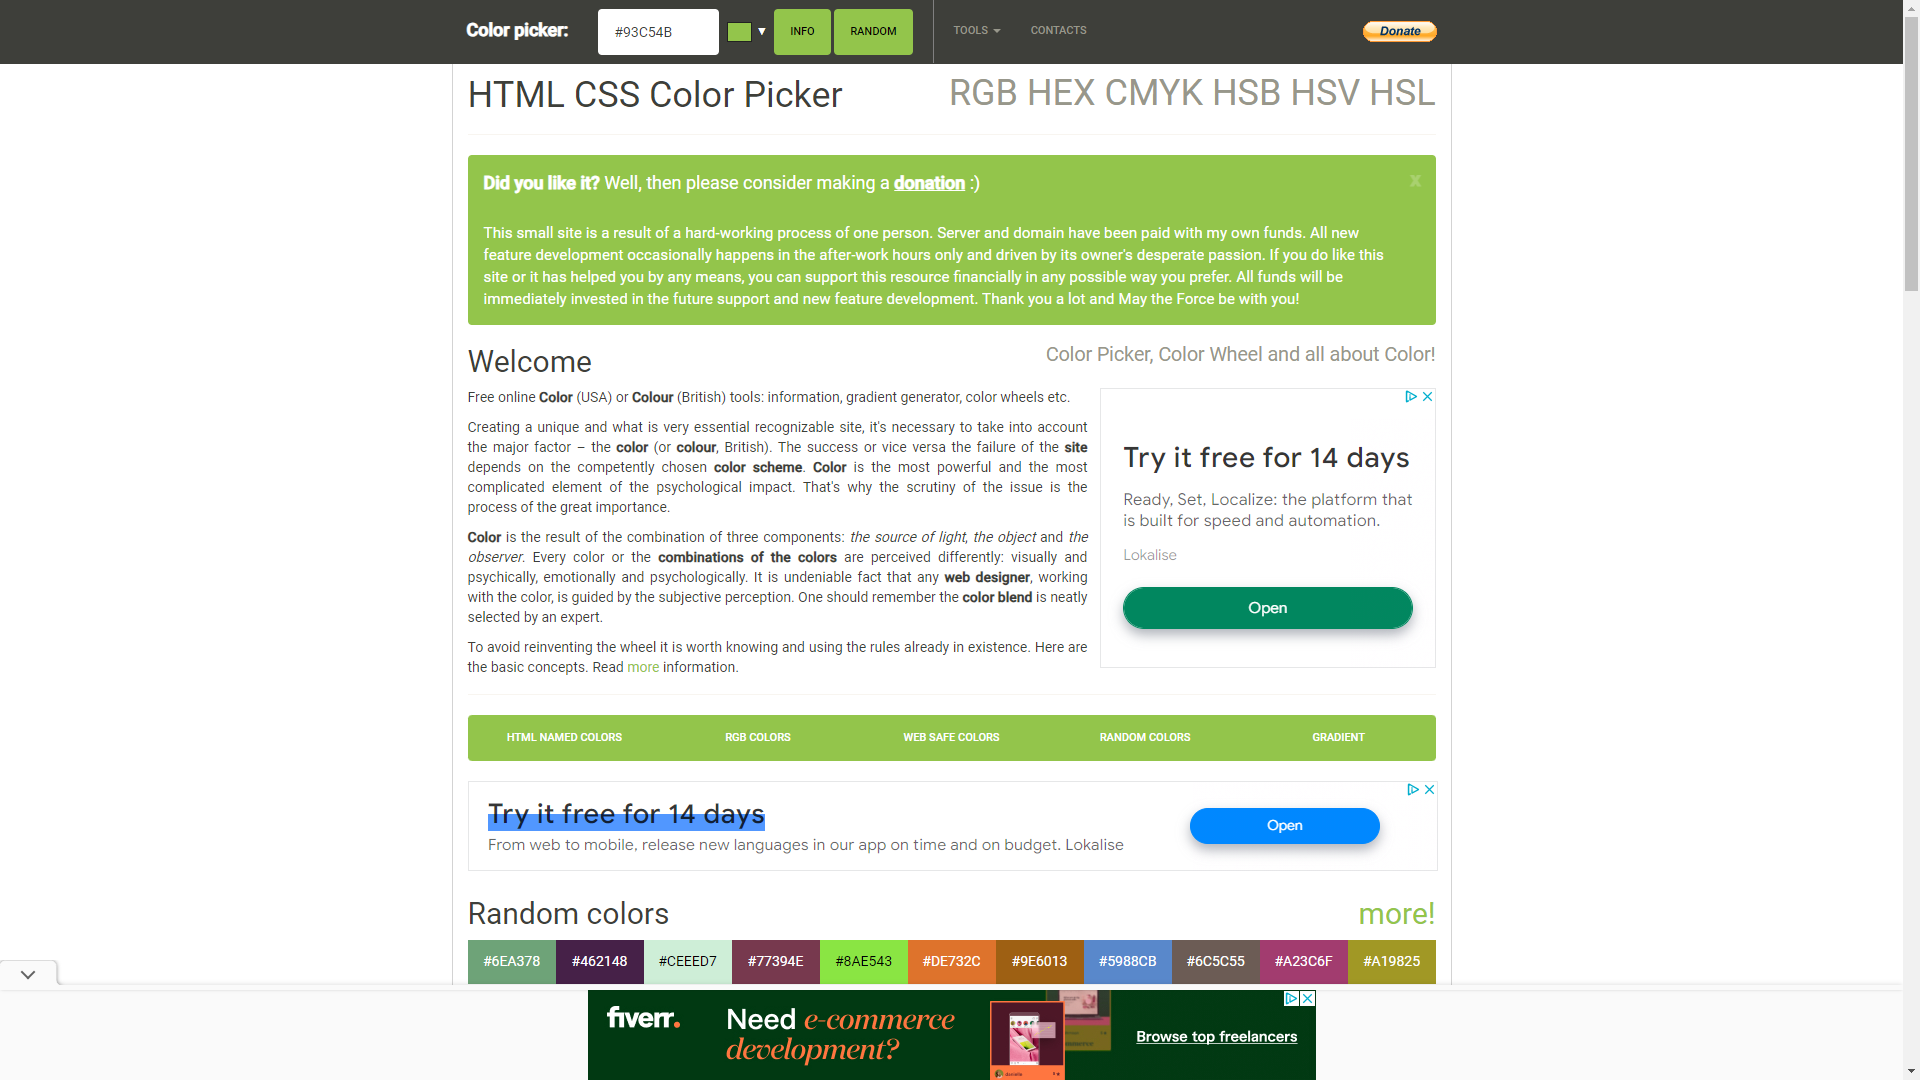 Color picker:
#93C54B
▼
INFO
RANDOM
TOOLS
CONTACTS
Donate
HTML CSS Color Picker
RGB HEX CMYK HSB HSV HSL
Did you like it? Well, then please consider making a donation :)
x
This small site is a result of a hard-working process of one person. Server and domain have been paid with my own funds. All new
feature development occasionally happens in the after-work hours only and driven by its owner's desperate passion. If you do like this
site or it has helped you by any means, you can support this resource financially in any possible way you prefer. All funds will be
immediately invested in the future support and new feature development. Thank you a lot and May the Force be with you!
Welcome
Color Picker, Color Wheel and all about Color!
Free online Color (USA) or Colour (British) tools: information, gradient generator, color wheels etc.
Creating a unique and what is very essential recognizable site, it's necessary to take into account
the major factor – the color (or colour, British). The success or vice versa the failure of the site
depends on the competently chosen color scheme. Color is the most powerful and the most
complicated element of the psychological impact. That's why the scrutiny of the issue is the
process of the great importance.
Color is the result of the combination of three components: the source of light, the object and the
observer. Every color or the combinations of the colors are perceived differently: visually and
psychically, emotionally and psychologically. It is undeniable fact that any web designer, working
with the color, is guided by the subjective perception. One should remember the color blend is neatly
selected by an expert.
To avoid reinventing the wheel it is worth knowing and using the rules already in existence. Here are
the basic concepts. Read more information.
Try it free for 14 days
Ready, Set, Localize: the platform that
is built for speed and automation.
Lokalise
Open
HTML NAMED COLORS
RGB COLORS
WEB SAFE COLORS
RANDOM COLORS
GRADIENT
Try it free for 14 days
From web to mobile, release new languages in our app on time and on budget. Lokalise
Open
Random colors
more!
#6EA378
#462148
#CEEED7
#77394E
#8AE543
#DE732C
#9E6013
#5988CB
#6C5C55
#A23C6F
#A19825
fiverr.
Need e-commerce
development?
Browse top freelancers